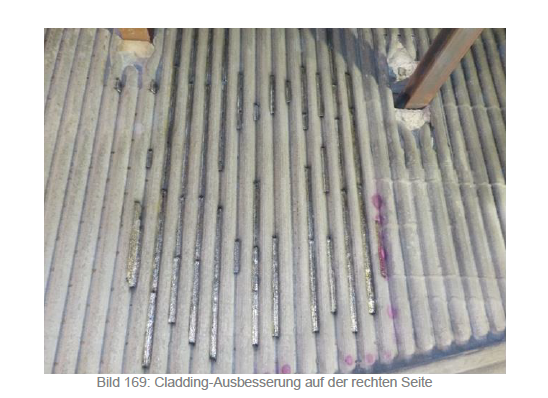 Bild 169: Cladding-Ausbesserung auf der rechten Seite